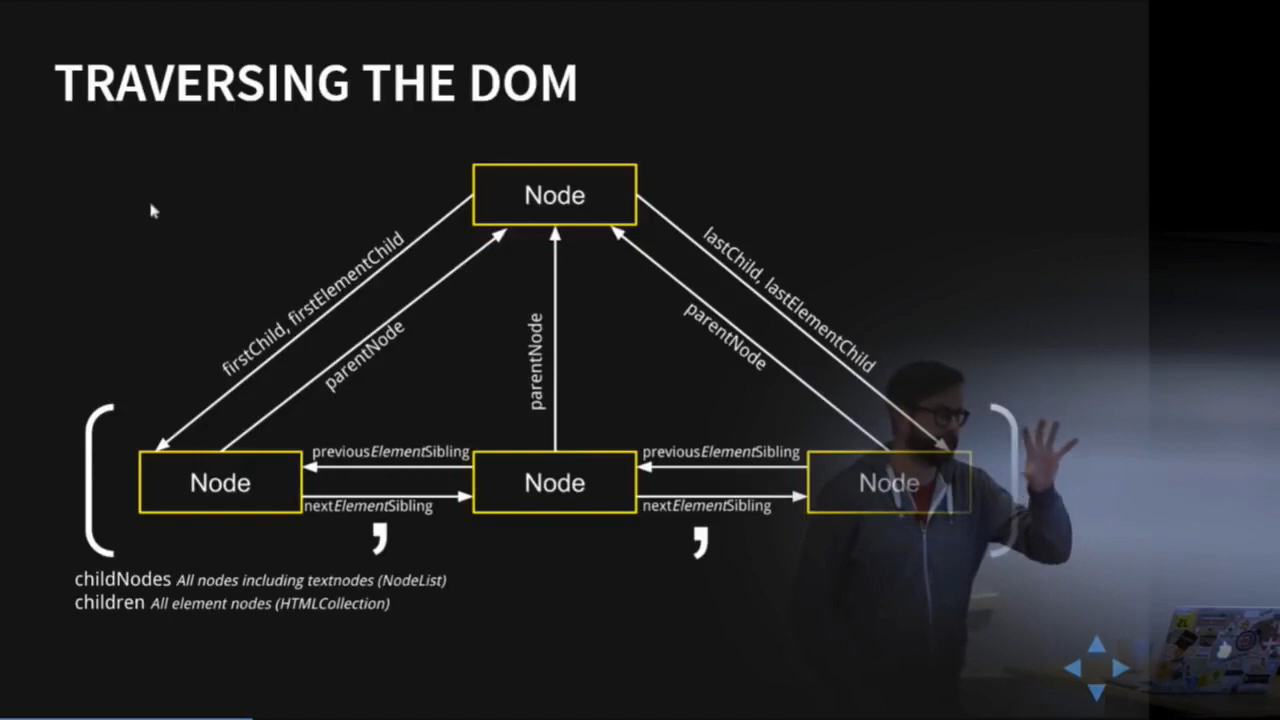 TRAVERSING THE DOM
Node
firstChild, firstElementChild
parentNode
parentNode
parentNode
lastChild, lastElementChild
previousElementSibling
previousElementSibling
Node
Node
Node
nextElementSibling
nextElementSibling
( , , )
childNodes All nodes including textnodes (NodeList)
children All element nodes (HTMLCollection)